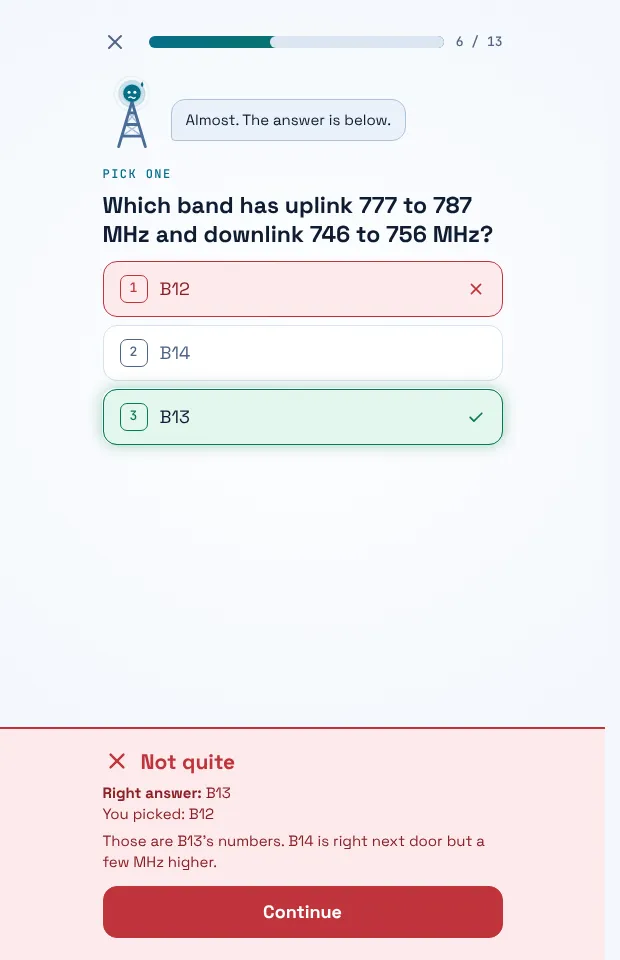 6 / 13
Almost. The answer is below.
PICK ONE
Which band has uplink 777 to 787
MHz and downlink 746 to 756 MHz?
1 B12
2 B14
3 B13
Not quite
Right answer: B13
You picked: B12
Those are B13's numbers. B14 is right next door but a
few MHz higher.
Continue